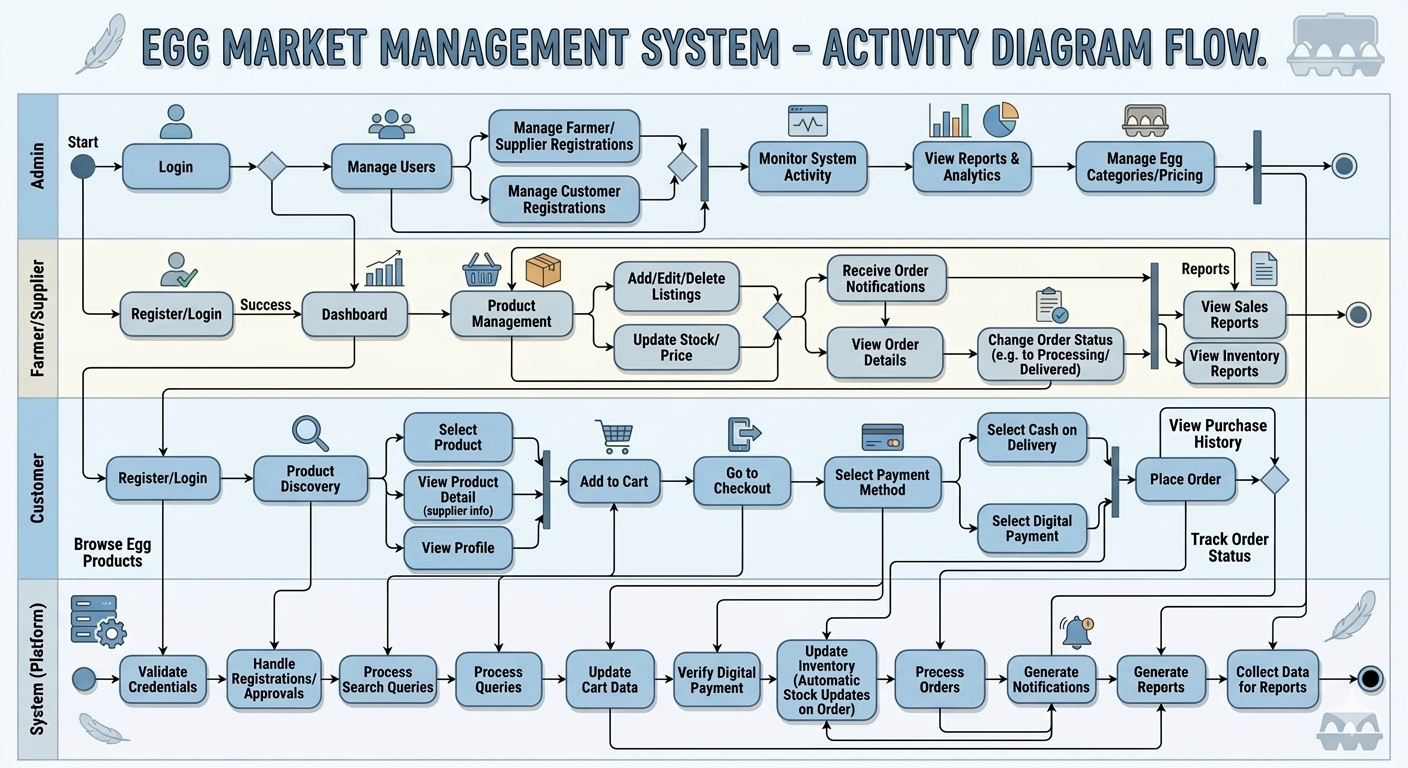 EGG MARKET MANAGEMENT SYSTEM – ACTIVITY DIAGRAM FLOW.
Admin
Start
Login
Manage Users
Manage Farmer/
Supplier Registrations
Manage Customer
Registrations
Monitor System
Activity
View Reports &
Analytics
Manage Egg
Categories/Pricing
Farmer/Supplier
Register/Login
Success
Dashboard
Product
Management
Add/Edit/Delete
Listings
Update Stock/
Price
Receive Order
Notifications
View Order
Details
Change Order Status
(e.g. to Processing/
Delivered)
Reports
View Sales
Reports
View Inventory
Reports
Customer
Register/Login
Browse Egg
Products
Product
Discovery
Select
Product
View Product
Detail
(supplier info)
View Profile
Add to Cart
Go to
Checkout
Select Payment
Method
Select Cash on
Delivery
Select Digital
Payment
Place Order
View Purchase
History
Track Order
Status
System (Platform)
Validate
Credentials
Handle
Registrations/
Approvals
Process
Search Queries
Process
Queries
Update
Cart Data
Verify Digital
Payment
Update
Inventory
(Automatic
Stock Updates
on Order)
Prcess
Orders
Generate
Notifications
Generate
Reports
Collect Data
for Reports